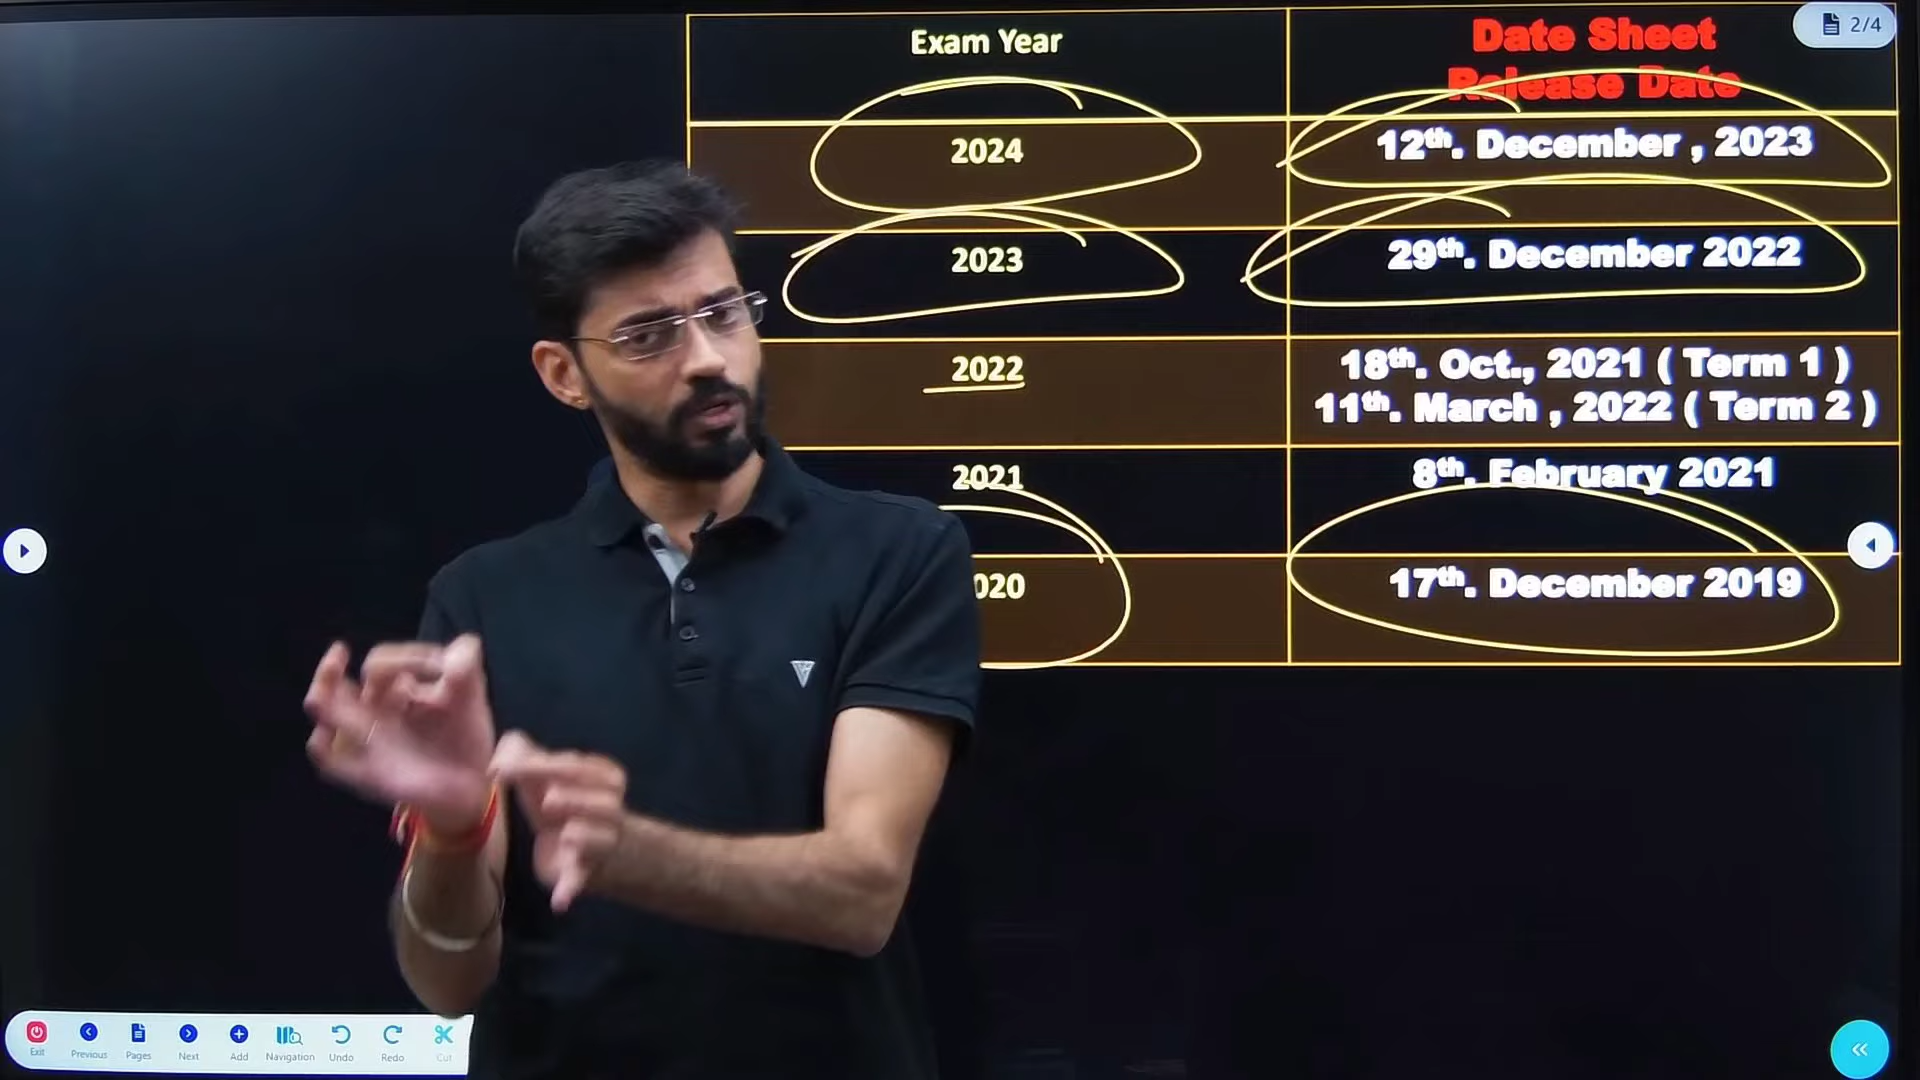 Exam Year
Date Sheet
Release Date
2/4
2024
12th. December , 2023
2023
29th. December 2022
2022
18th. Oct., 2021 ( Term 1 )
11th. March , 2022 ( Term 2 )
2021
8th. February 2021
020
17th. December 2019
Exit
Previous
Pages
Next
Add
Navigation
Undo
Redo
Cut